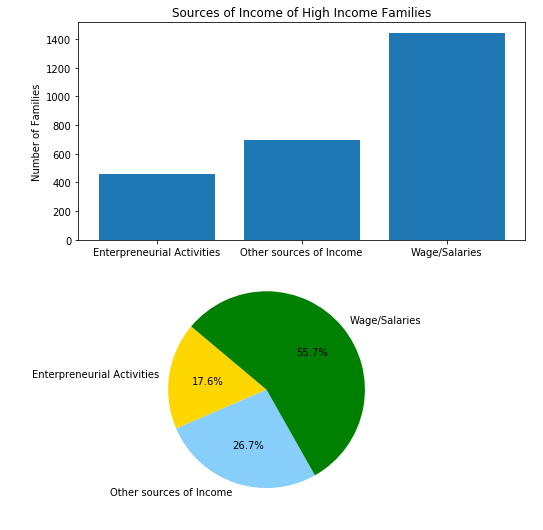 Sources of Income of High Income Families
1400
1200
1000
800
600
400
200
0
Number of Families
Enterpreneurial Activities
Other sources of Income
Wage/Salaries
Wage/Salaries
55.7%
Enterpreneurial Activities
17.6%
26.7%
Other sources of Income